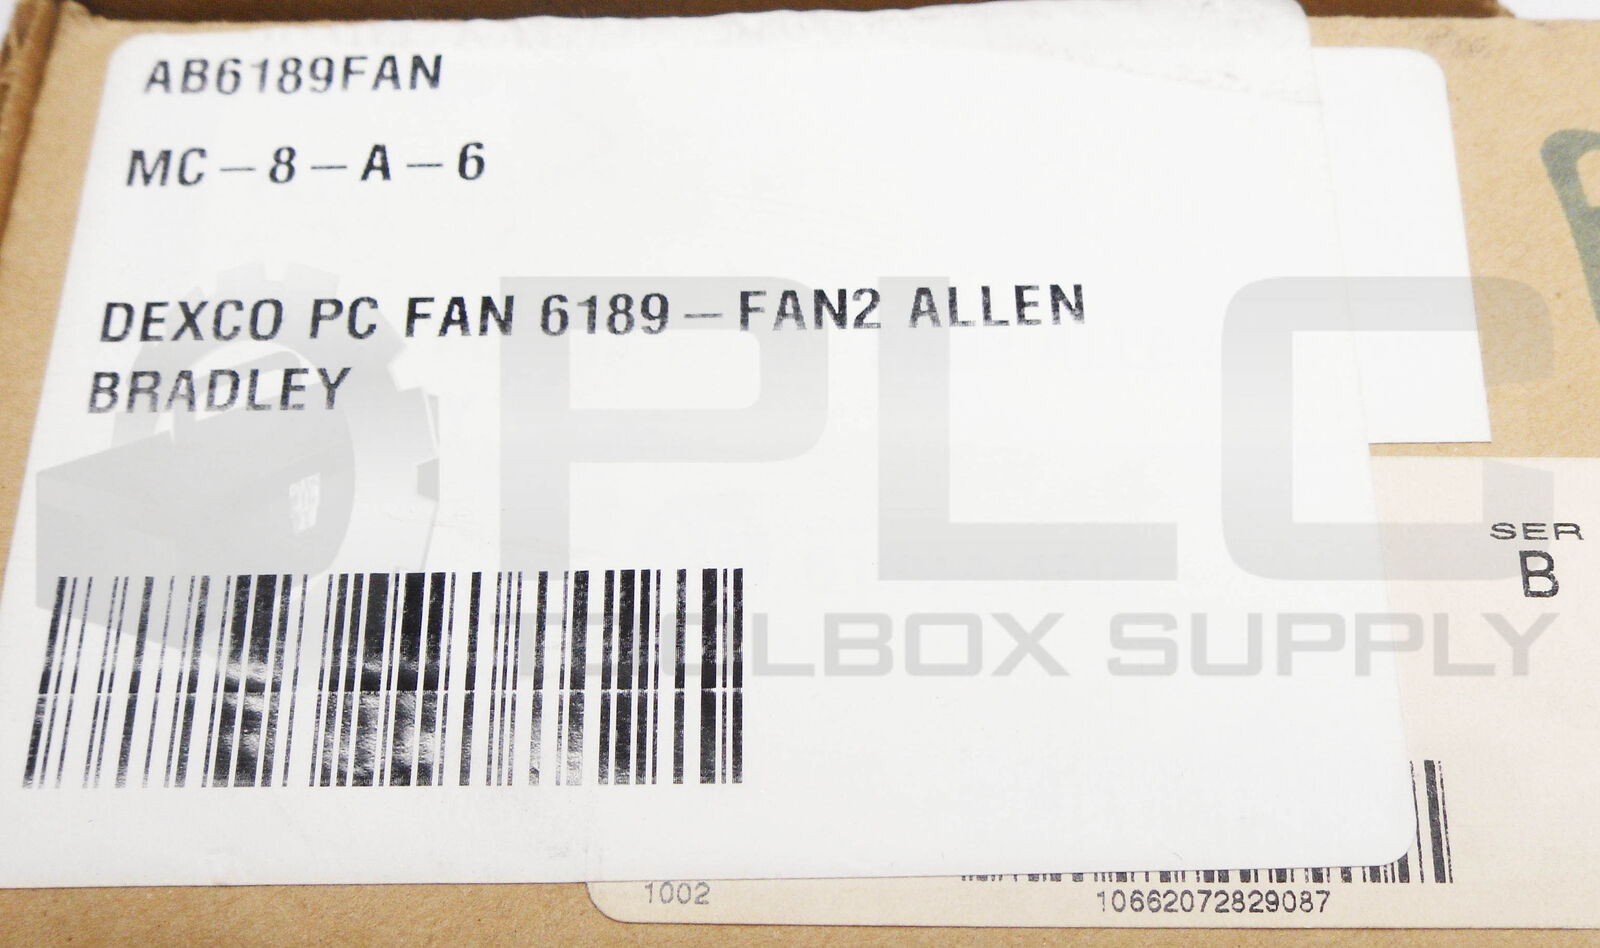 AB6189FAN
MC-8-A-6
DEXCO PC FAN 6189-FAN2 ALLEN
BRADLEY
PLC
TOOLBOX SUPPLY
SER
B
1002
10662072829087